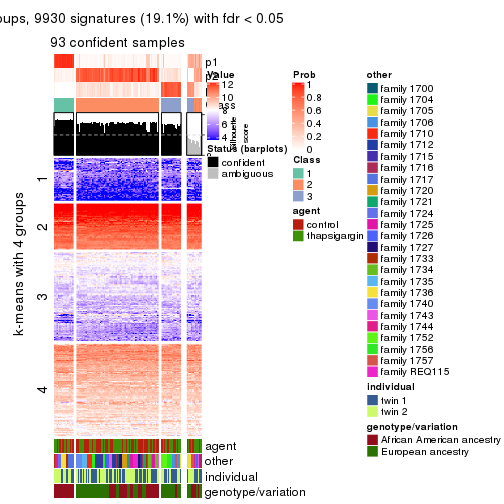 oups, 9930 signatures (19.1%) with fdr < 0.05
93 confident samples
p1
p2
Value
12
10
8
6
4
Prob
1
0.8
0.6
0.4
0.2
0
Status (barplots)
confident
ambiguous
silhouette
score
Class
1
2
3
agent
control
thapsigargin
other
family 1700
family 1704
family 1705
family 1706
family 1710
family 1712
family 1715
family 1716
family 1717
family 1720
family 1721
family 1724
family 1725
family 1726
family 1727
family 1733
family 1734
family 1735
family 1736
family 1740
family 1743
family 1744
family 1752
family 1756
family 1757
family REQ115
individual
twin 1
twin 2
genotype/variation
African American ancestry
European ancestry
k-means with 4 groups
1
2
3
4
agent
other
individual
genotype/variation